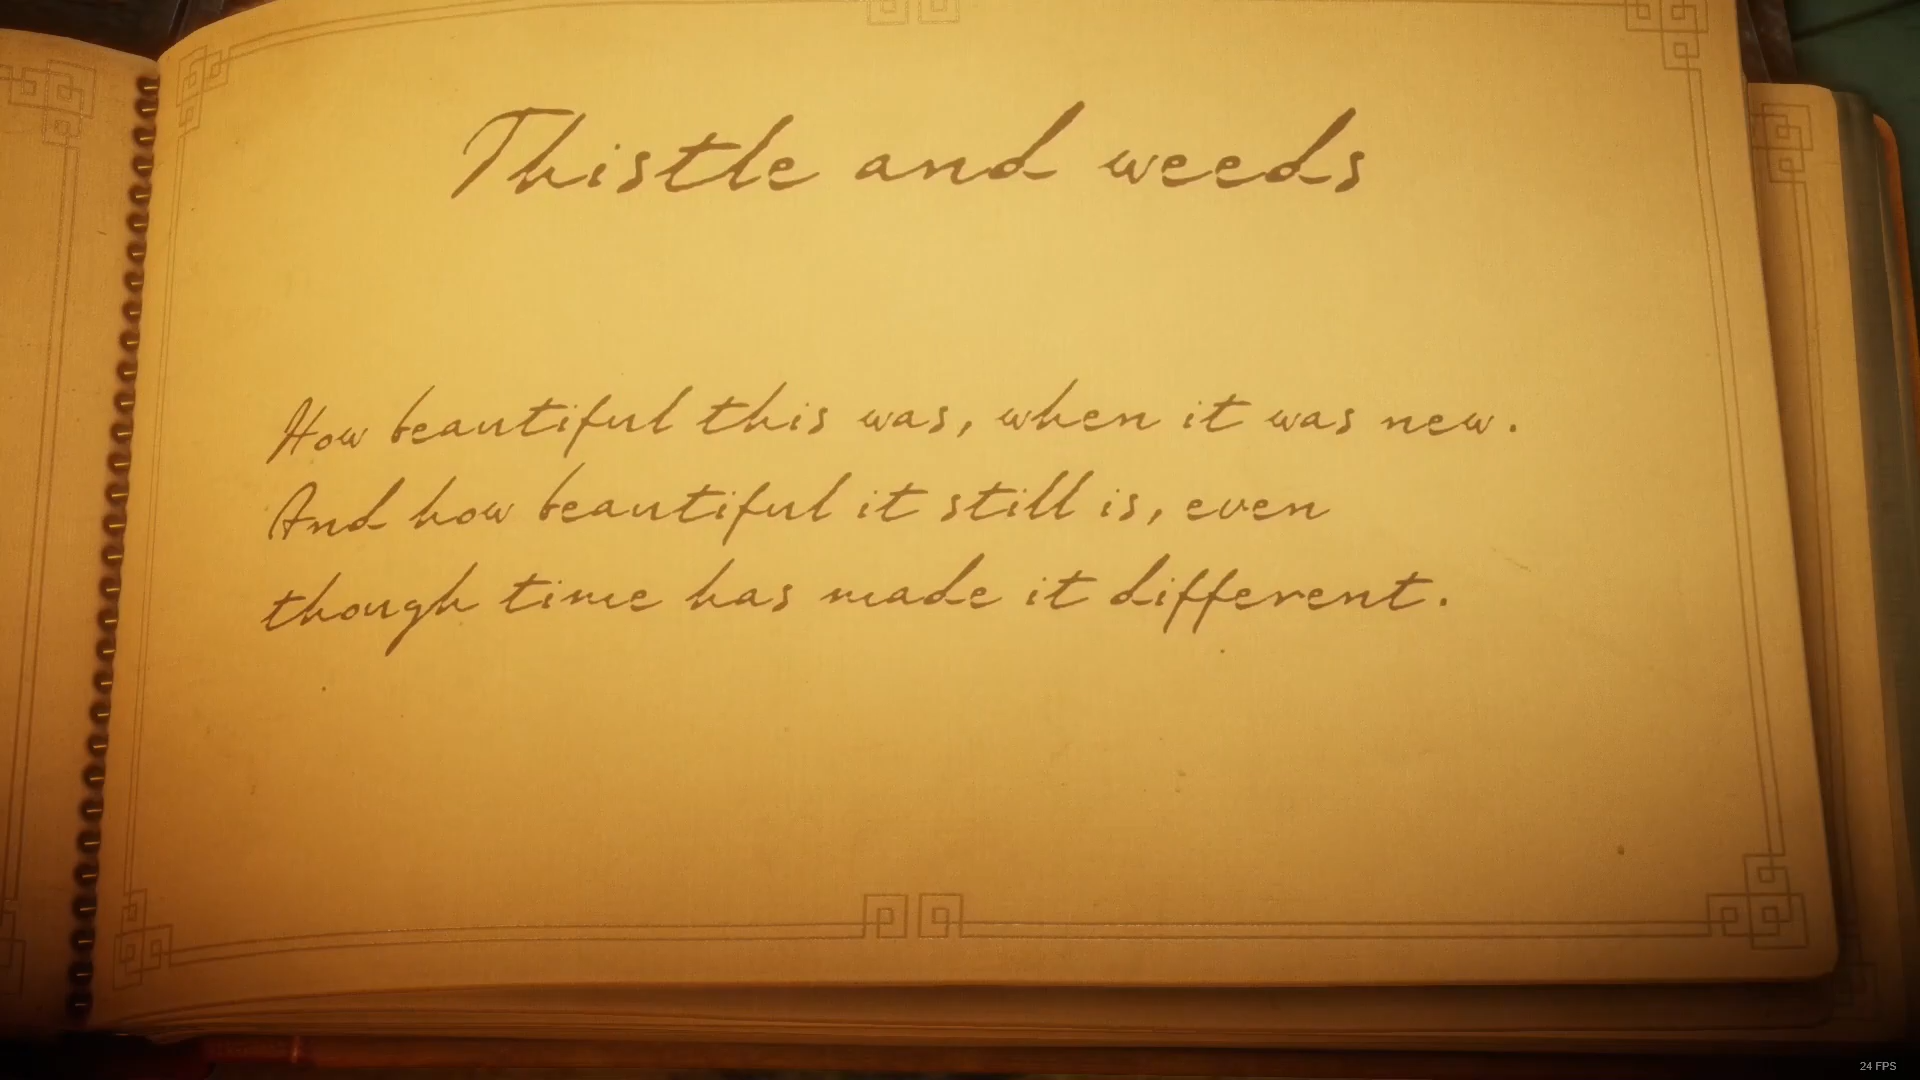 Thistle and weeds
How beautiful this was, when it was new.
And how beautiful it still is, even
though time has made it different.
24 FPS